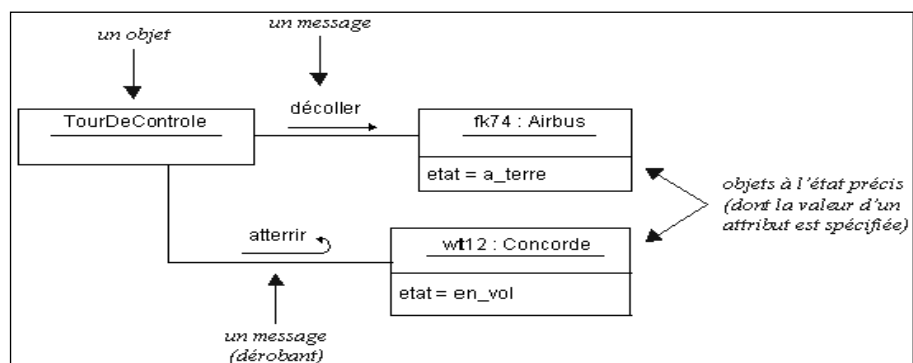 un objet
un message
TourDeControle
décoller
fk74 : Airbus
etat = a_terre
objets à l'état précis
(dont la valeur d'un
attribut est spécifiée)
atterrir
wlt12 : Concorde
etat = en_vol
un message
(dérobant)